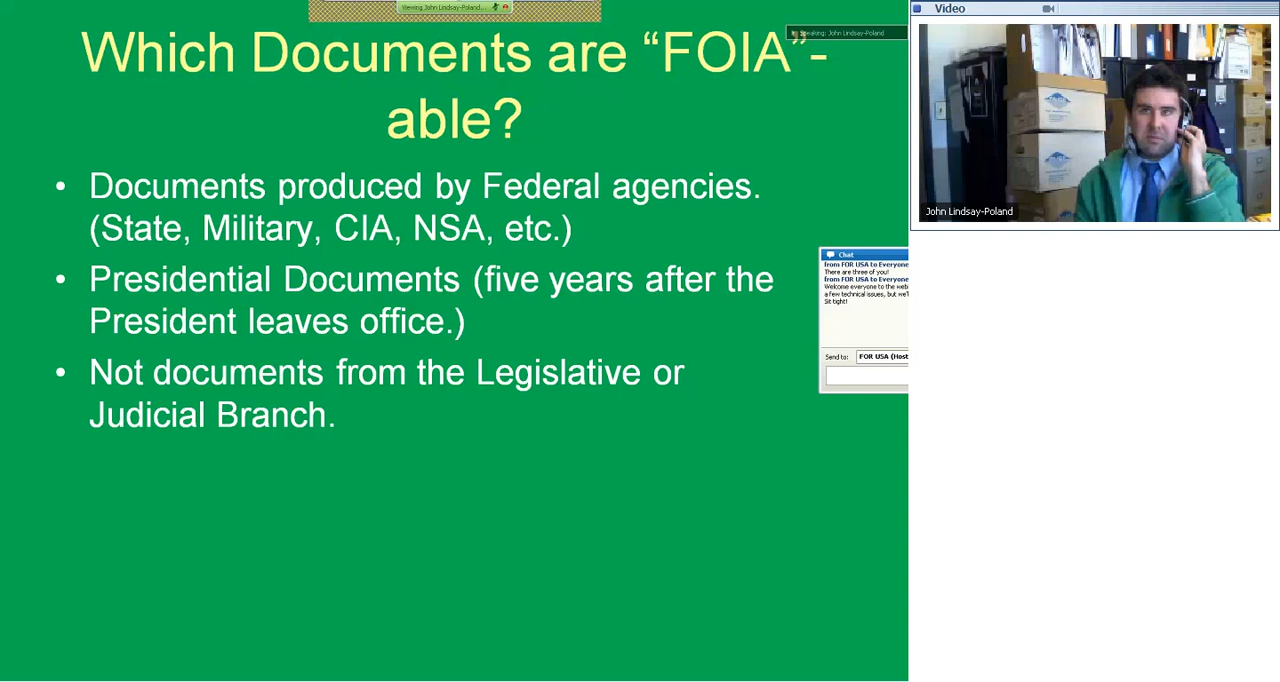 Viewing John Lindsay-Poland...
Speaking: John Lindsay-Poland
Which Documents are “FOIA”-
able?
• Documents produced by Federal agencies.
(State, Military, CIA, NSA, etc.)
• Presidential Documents (five years after the
President leaves office.)
• Not documents from the Legislative or
Judicial Branch.
Video
John Lindsay-Poland
Chat
from FOR USA to Everyone
There are three of you!
from FOR USA to Everyone
Welcome everyone to the web
a few technical issues, but we'll
Sit tight!
Send to:
FOR USA (Host